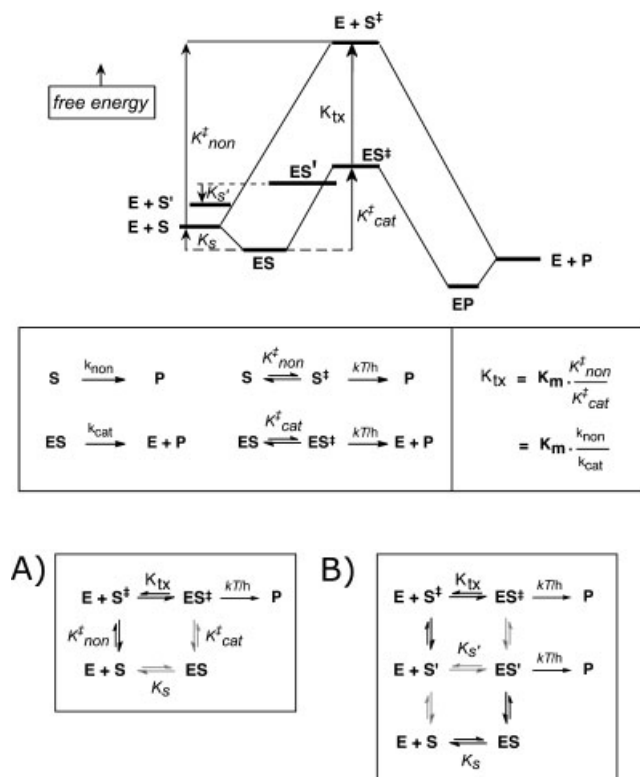 E + S‡
free energy
K‡non
Ktx
ES'
ES‡
E + S'
Ks'
K‡cat
E + S
Ks
ES
E + P
EP
S knon P S K‡non S‡ kT/h P
ES kcat E + P ES K‡cat ES‡ kT/h E + P
Ktx = Km · K‡non / K‡cat
= Km · knon / kcat
A)
E + S‡ Ktx ES‡ kT/h P
K‡non K‡cat
E + S Ks ES
B)
E + S‡ Ktx ES‡ kT/h P
E + S' Ks' ES' kT/h P
E + S Ks ES